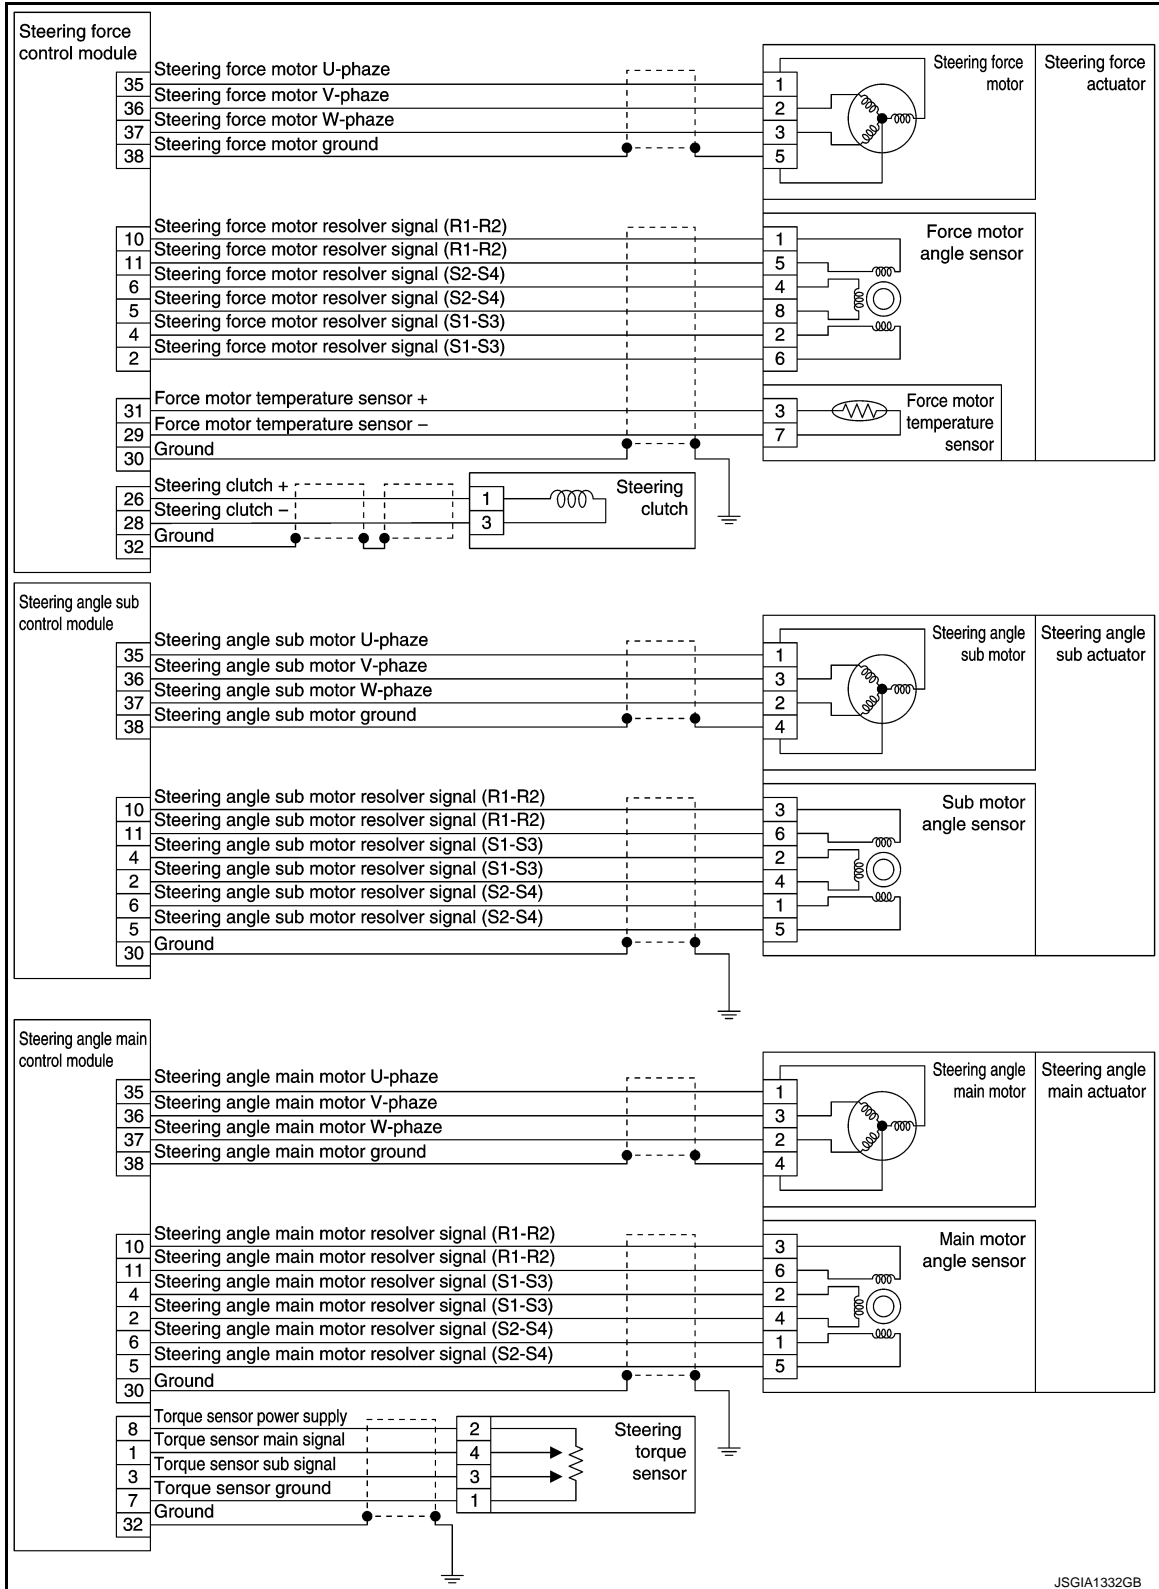 Steering force
control module
Steering force
motor
Steering force
actuator
35 Steering force motor U-phaze 1
36 Steering force motor V-phaze 2
37 Steering force motor W-phaze 3
38 Steering force motor ground 5
Force motor
angle sensor
10 Steering force motor resolver signal (R1-R2) 1
11 Steering force motor resolver signal (R1-R2) 5
6 Steering force motor resolver signal (S2-S4) 4
5 Steering force motor resolver signal (S2-S4) 8
4 Steering force motor resolver signal (S1-S3) 2
2 Steering force motor resolver signal (S1-S3) 6
Force motor
temperature
sensor
31 Force motor temperature sensor + 3
29 Force motor temperature sensor – 7
30 Ground
Steering
clutch
26 Steering clutch + 1
28 Steering clutch – 3
32 Ground
Steering angle sub
control module
Steering angle
sub motor
Steering angle
sub actuator
35 Steering angle sub motor U-phaze 1
36 Steering angle sub motor V-phaze 3
37 Steering angle sub motor W-phaze 2
38 Steering angle sub motor ground 4
Sub motor
angle sensor
10 Steering angle sub motor resolver signal (R1-R2) 3
11 Steering angle sub motor resolver signal (R1-R2) 6
4 Steering angle sub motor resolver signal (S1-S3) 2
2 Steering angle sub motor resolver signal (S1-S3) 4
6 Steering angle sub motor resolver signal (S2-S4) 1
5 Steering angle sub motor resolver signal (S2-S4) 5
30 Ground
Steering angle main
control module
Steering angle
main motor
Steering angle
main actuator
35 Steering angle main motor U-phaze 1
36 Steering angle main motor V-phaze 3
37 Steering angle main motor W-phaze 2
38 Steering angle main motor ground 4
Main motor
angle sensor
10 Steering angle main motor resolver signal (R1-R2) 3
11 Steering angle main motor resolver signal (R1-R2) 6
4 Steering angle main motor resolver signal (S1-S3) 2
2 Steering angle main motor resolver signal (S1-S3) 4
6 Steering angle main motor resolver signal (S2-S4) 1
5 Steering angle main motor resolver signal (S2-S4) 5
30 Ground
Steering
torque
sensor
8 Torque sensor power supply 2
1 Torque sensor main signal 4
3 Torque sensor sub signal 3
7 Torque sensor ground 1
32 Ground
JSGIA1332GB